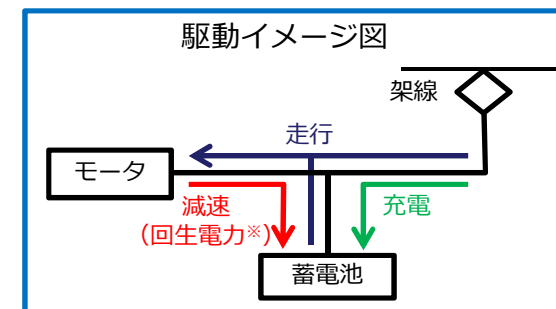 駆動イメージ図
架線
走行
モータ
減速
(回生電力※)
充電
蓄電池